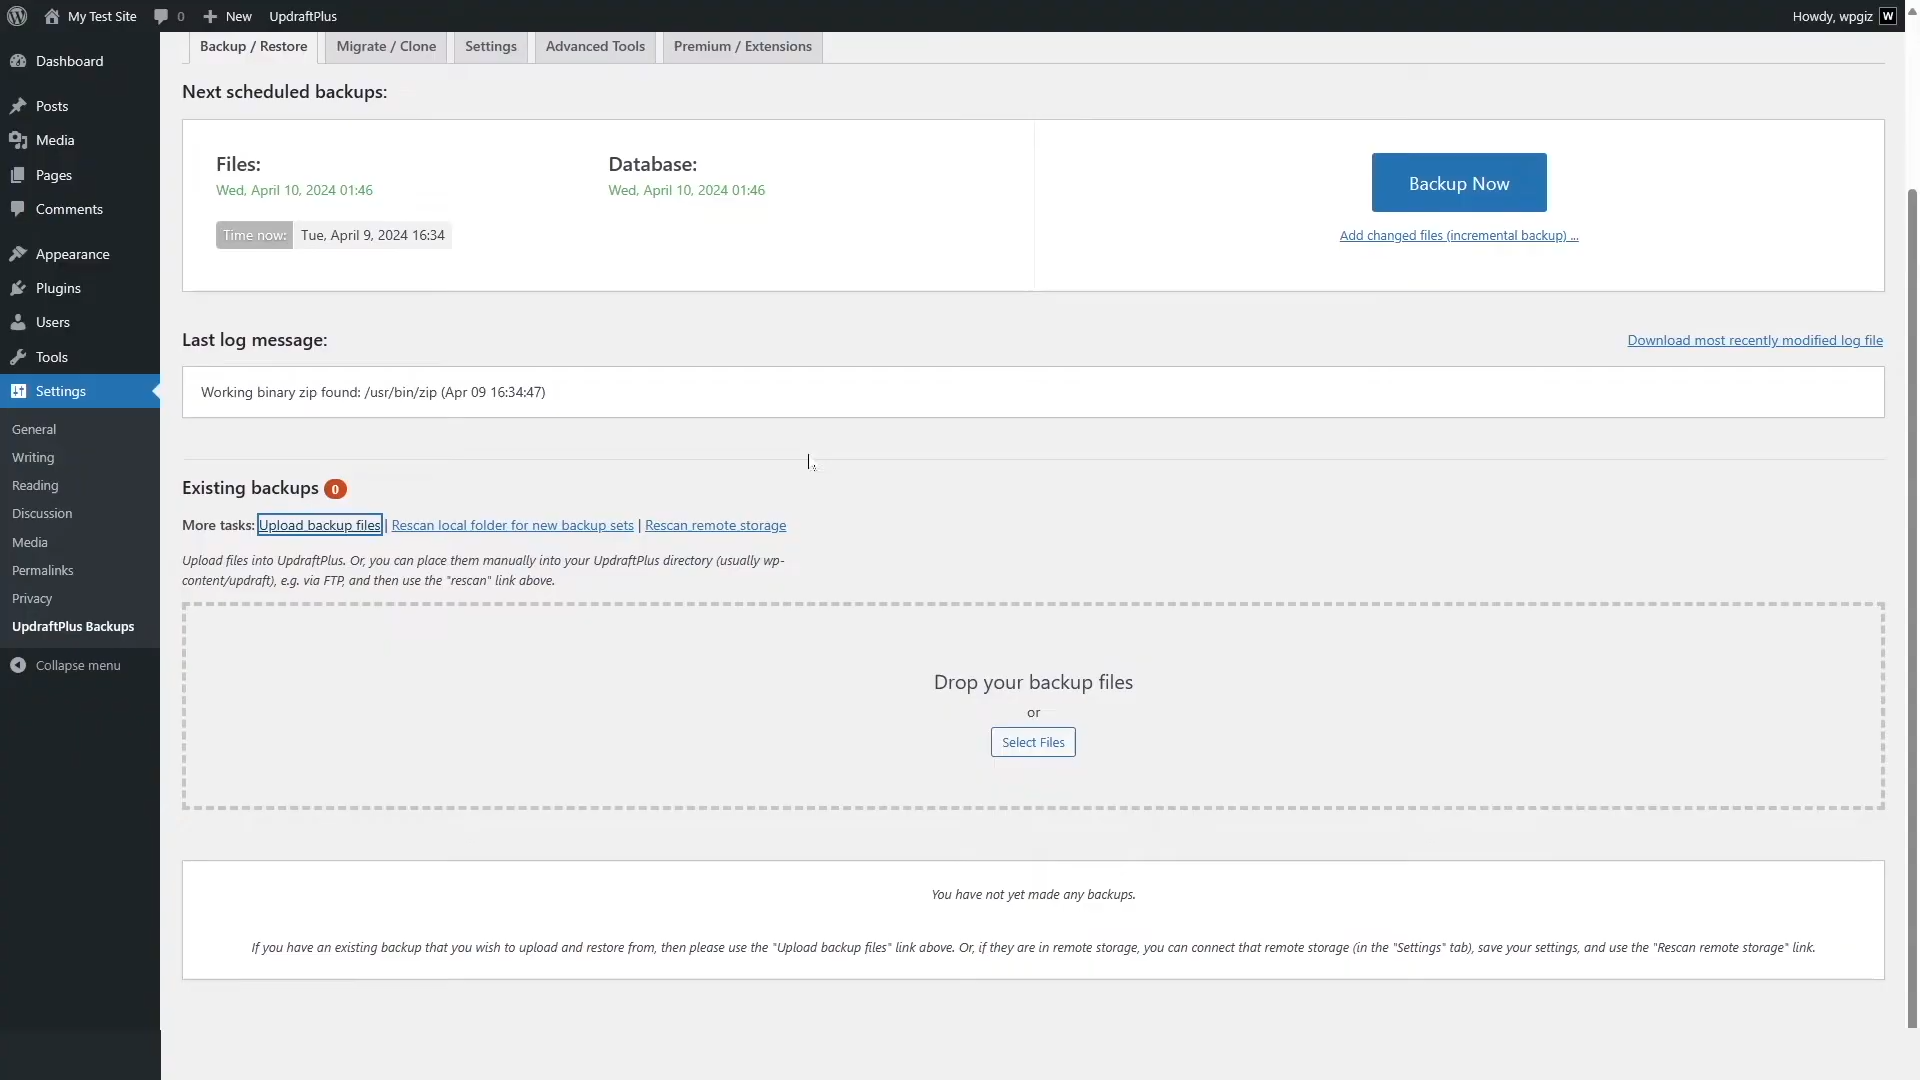 My Test Site 0 New UpdraftPlus Howdy, wpgiz W
Dashboard
Posts
Media
Pages
Comments
Appearance
Plugins
Users
Tools
Settings
General
Writing
Reading
Discussion
Media
Permalinks
Privacy
UpdraftPlus Backups
Collapse menu
Backup / Restore Migrate / Clone Settings Advanced Tools Premium / Extensions
Next scheduled backups:
Files: Database:
Wed, April 10, 2024 01:46 Wed, April 10, 2024 01:46
Time now: Tue, April 9, 2024 16:34
Backup Now
Add changed files (incremental backup) ...
Last log message: Download most recently modified log file
Working binary zip found: /usr/bin/zip (Apr 09 16:34:47)
Existing backups 0
More tasks: Upload backup files | Rescan local folder for new backup sets | Rescan remote storage
Upload files into UpdraftPlus. Or, you can place them manually into your UpdraftPlus directory (usually wp-
content/updraft), e.g. via FTP, and then use the "rescan" link above.
Drop your backup files
or
Select Files
You have not yet made any backups.
If you have an existing backup that you wish to upload and restore from, then please use the "Upload backup files" link above. Or, if they are in remote storage, you can connect that remote storage (in the "Settings" tab), save your settings, and use the "Rescan remote storage" link.